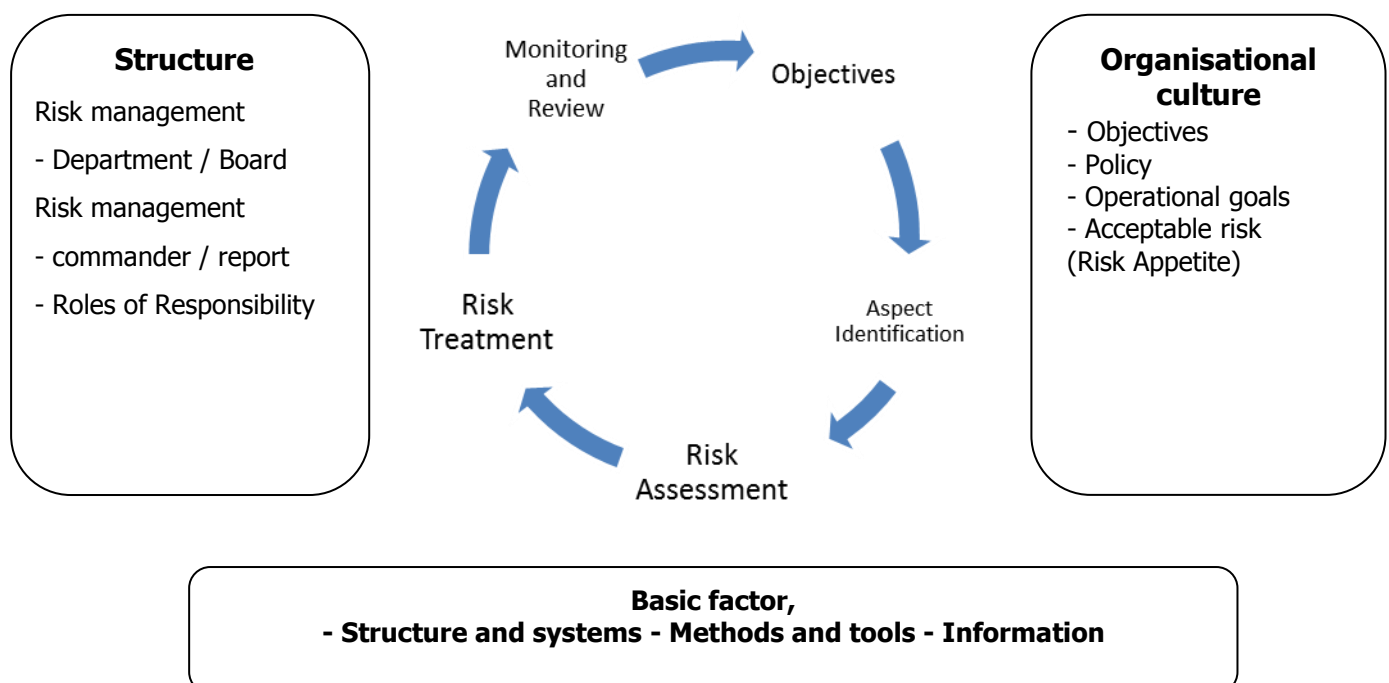 Structure
Risk management
- Department / Board
Risk management
- commander / report
- Roles of Responsibility
Monitoring
and
Review
Objectives
Aspect
Identification
Risk
Assessment
Risk
Treatment
Organisational
culture
- Objectives
- Policy
- Operational goals
- Acceptable risk
(Risk Appetite)
Basic factor,
- Structure and systems - Methods and tools - Information